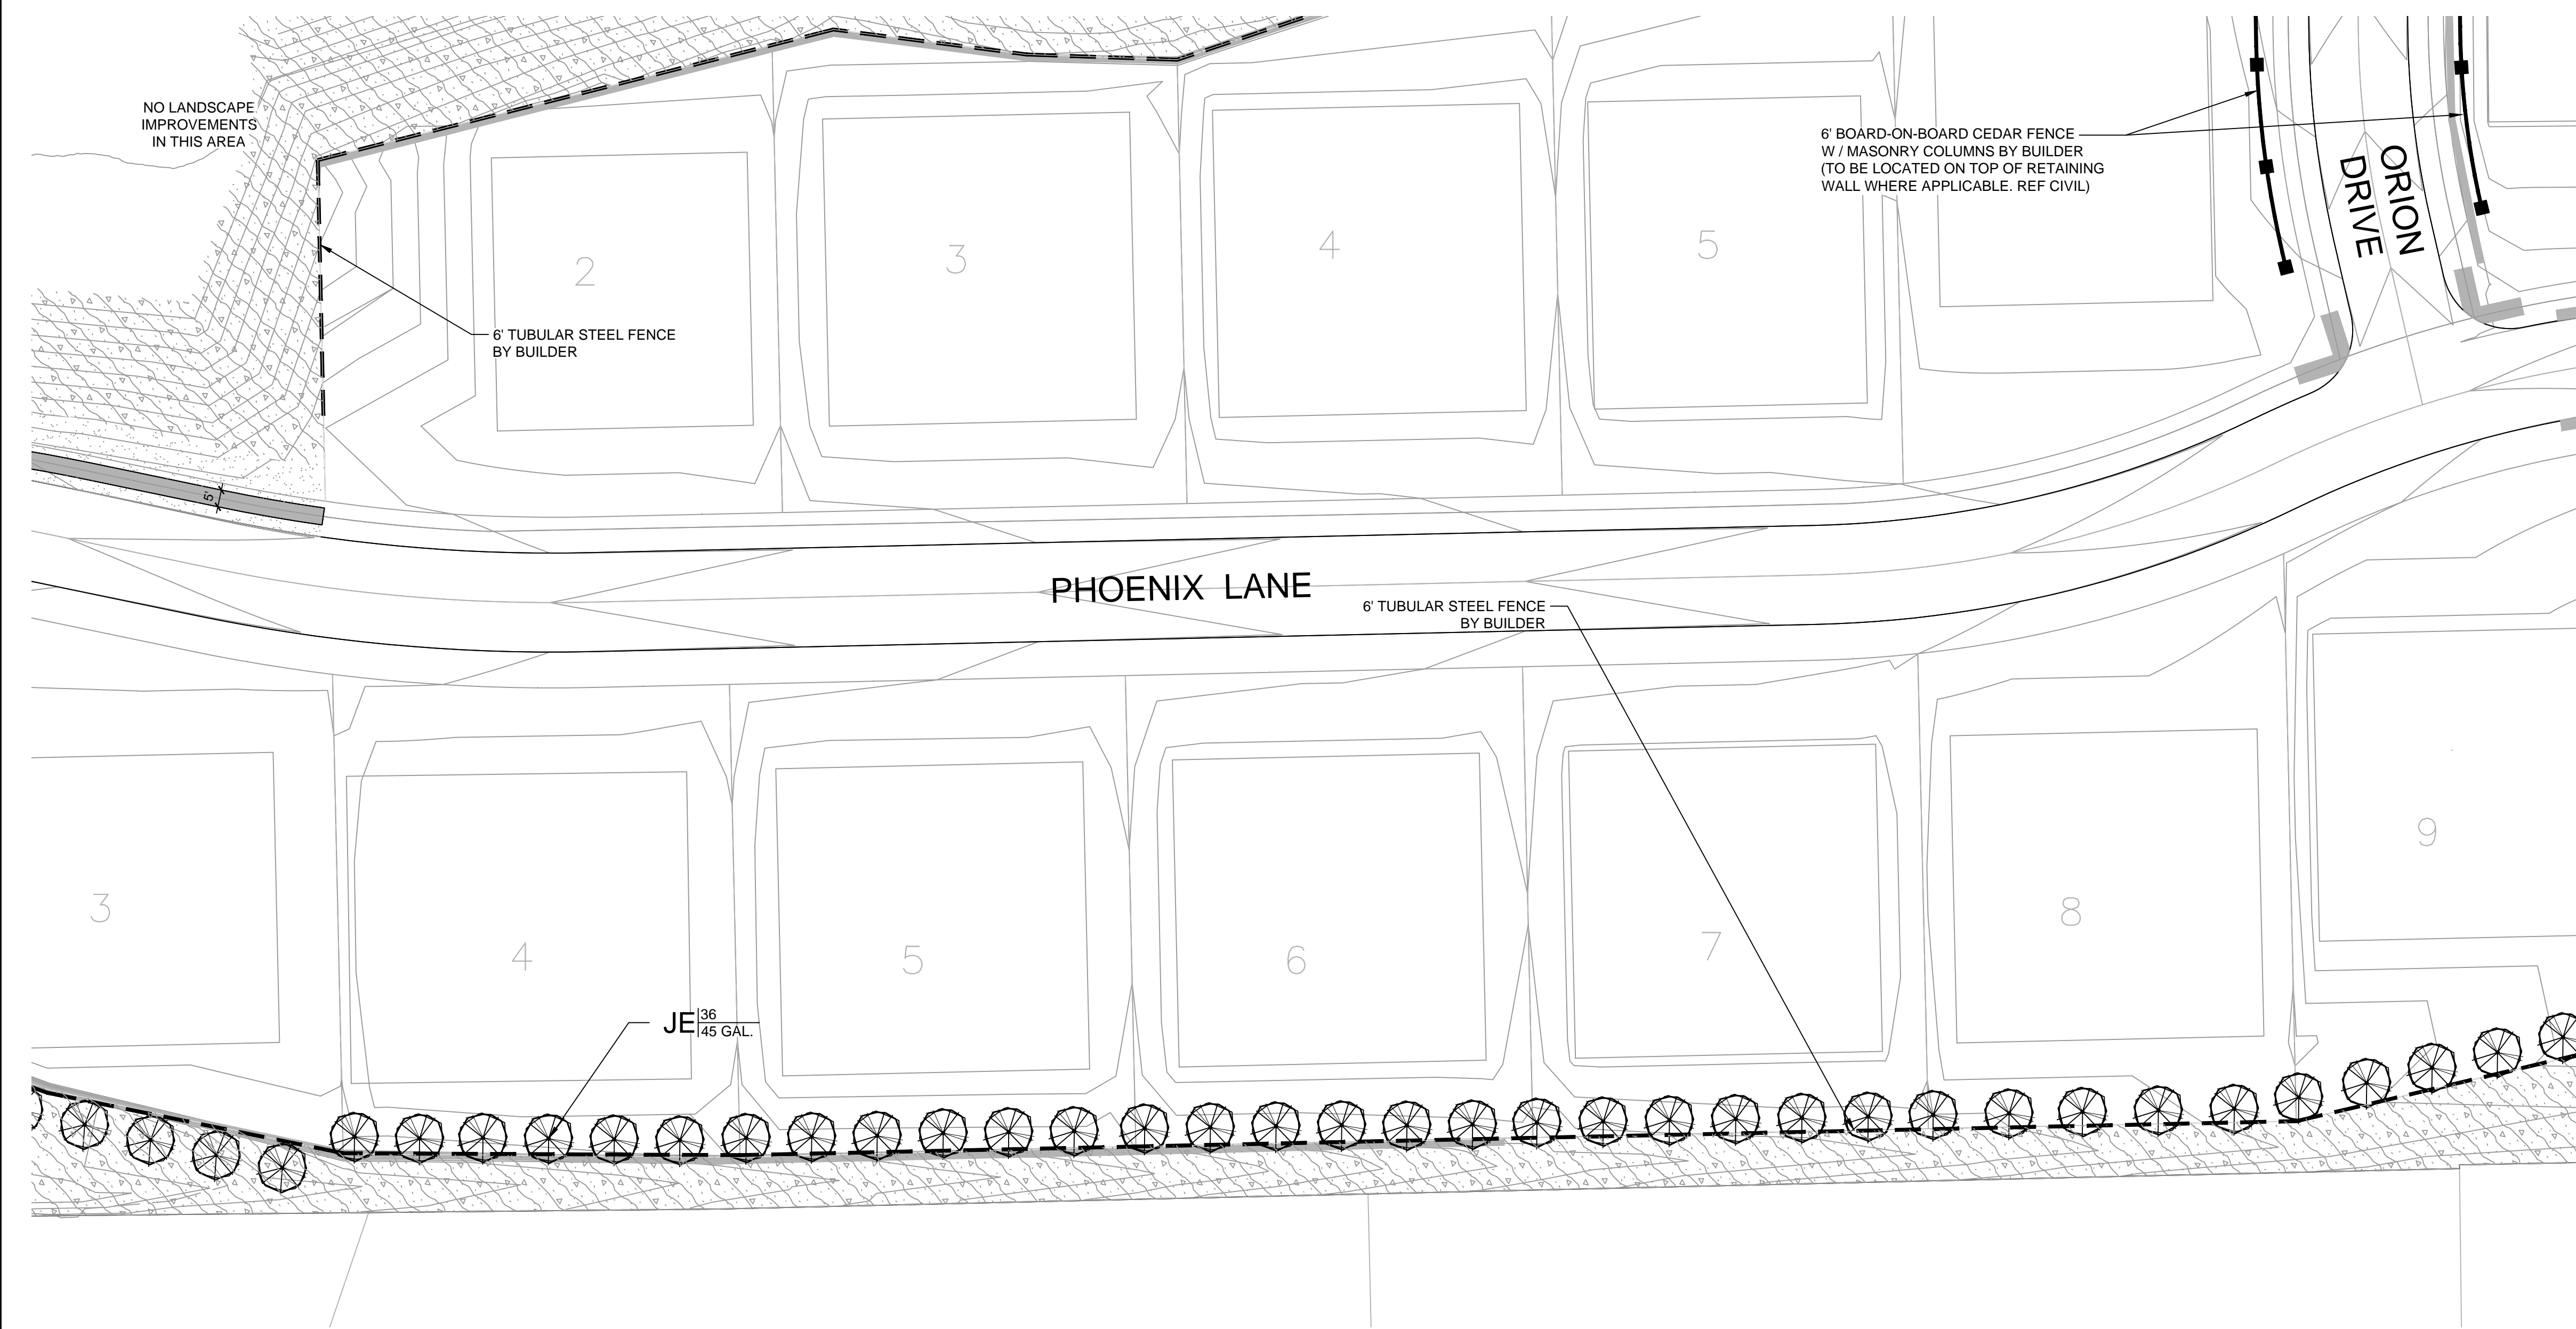 NO LANDSCAPE
IMPROVEMENTS
IN THIS AREA
6' BOARD-ON-BOARD CEDAR FENCE
W / MASONRY COLUMNS BY BUILDER
(TO BE LOCATED ON TOP OF RETAINING
WALL WHERE APPLICABLE. REF CIVIL)
ORION
DRIVE
2
3
4
5
6' TUBULAR STEEL FENCE
BY BUILDER
5'
PHOENIX LANE
6' TUBULAR STEEL FENCE
BY BUILDER
3
4
5
6
7
8
9
JE
36
45 GAL.